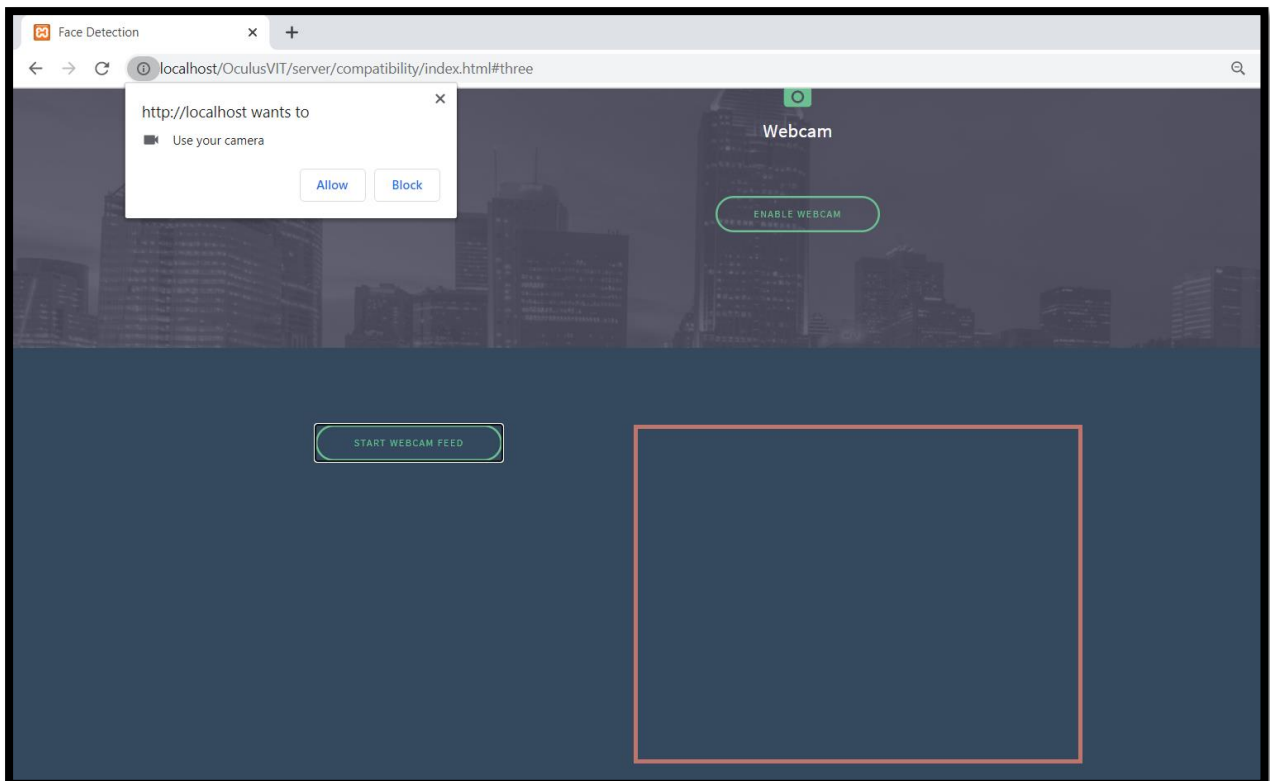 Face Detection
localhost/OculusVIT/server/compatibility/index.html#three
http://localhost wants to
Use your camera
Allow Block
Webcam
ENABLE WEBCAM
START WEBCAM FEED